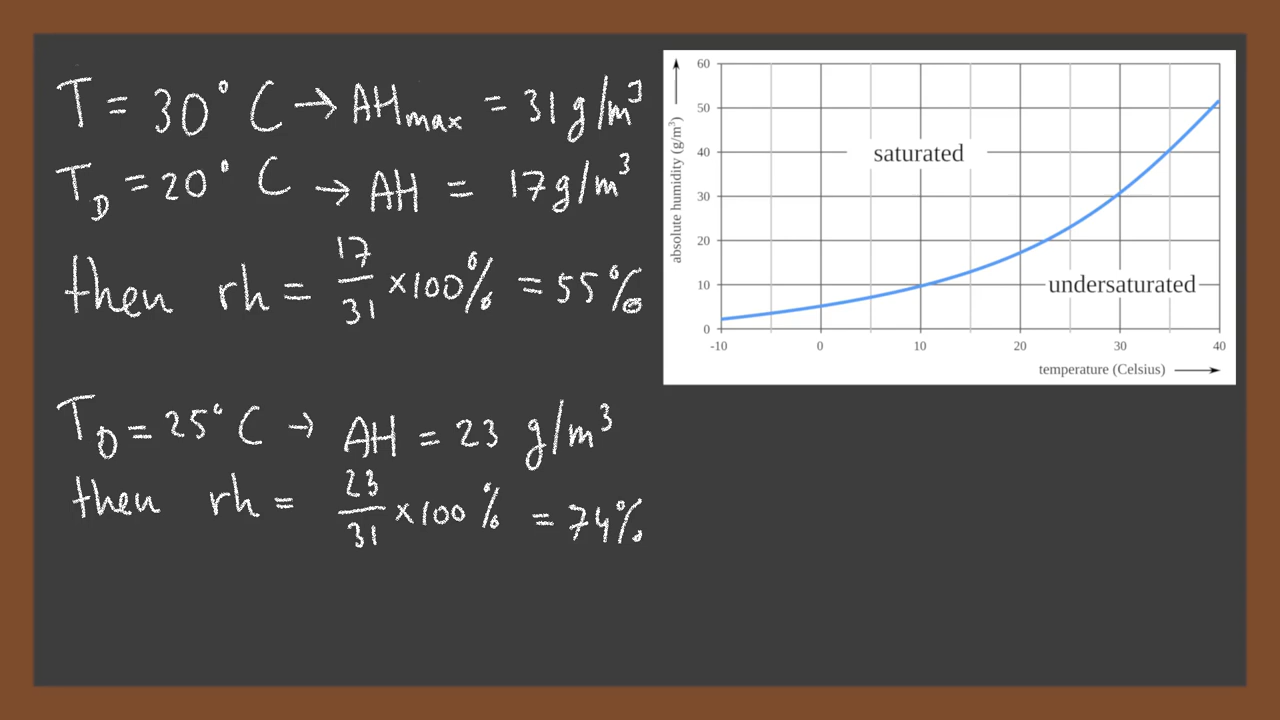 T = 30° C → AHmax = 31 g/m³
TD = 20° C → AH = 17 g/m³
then rh = 17/31 × 100% = 55%
TD = 25° C → AH = 23 g/m³
then rh = 23/31 × 100% = 74%
absolute humidity (g/m³)
60
50
40
30
20
10
0
saturated
undersaturated
-10 0 10 20 30 40
temperature (Celsius)